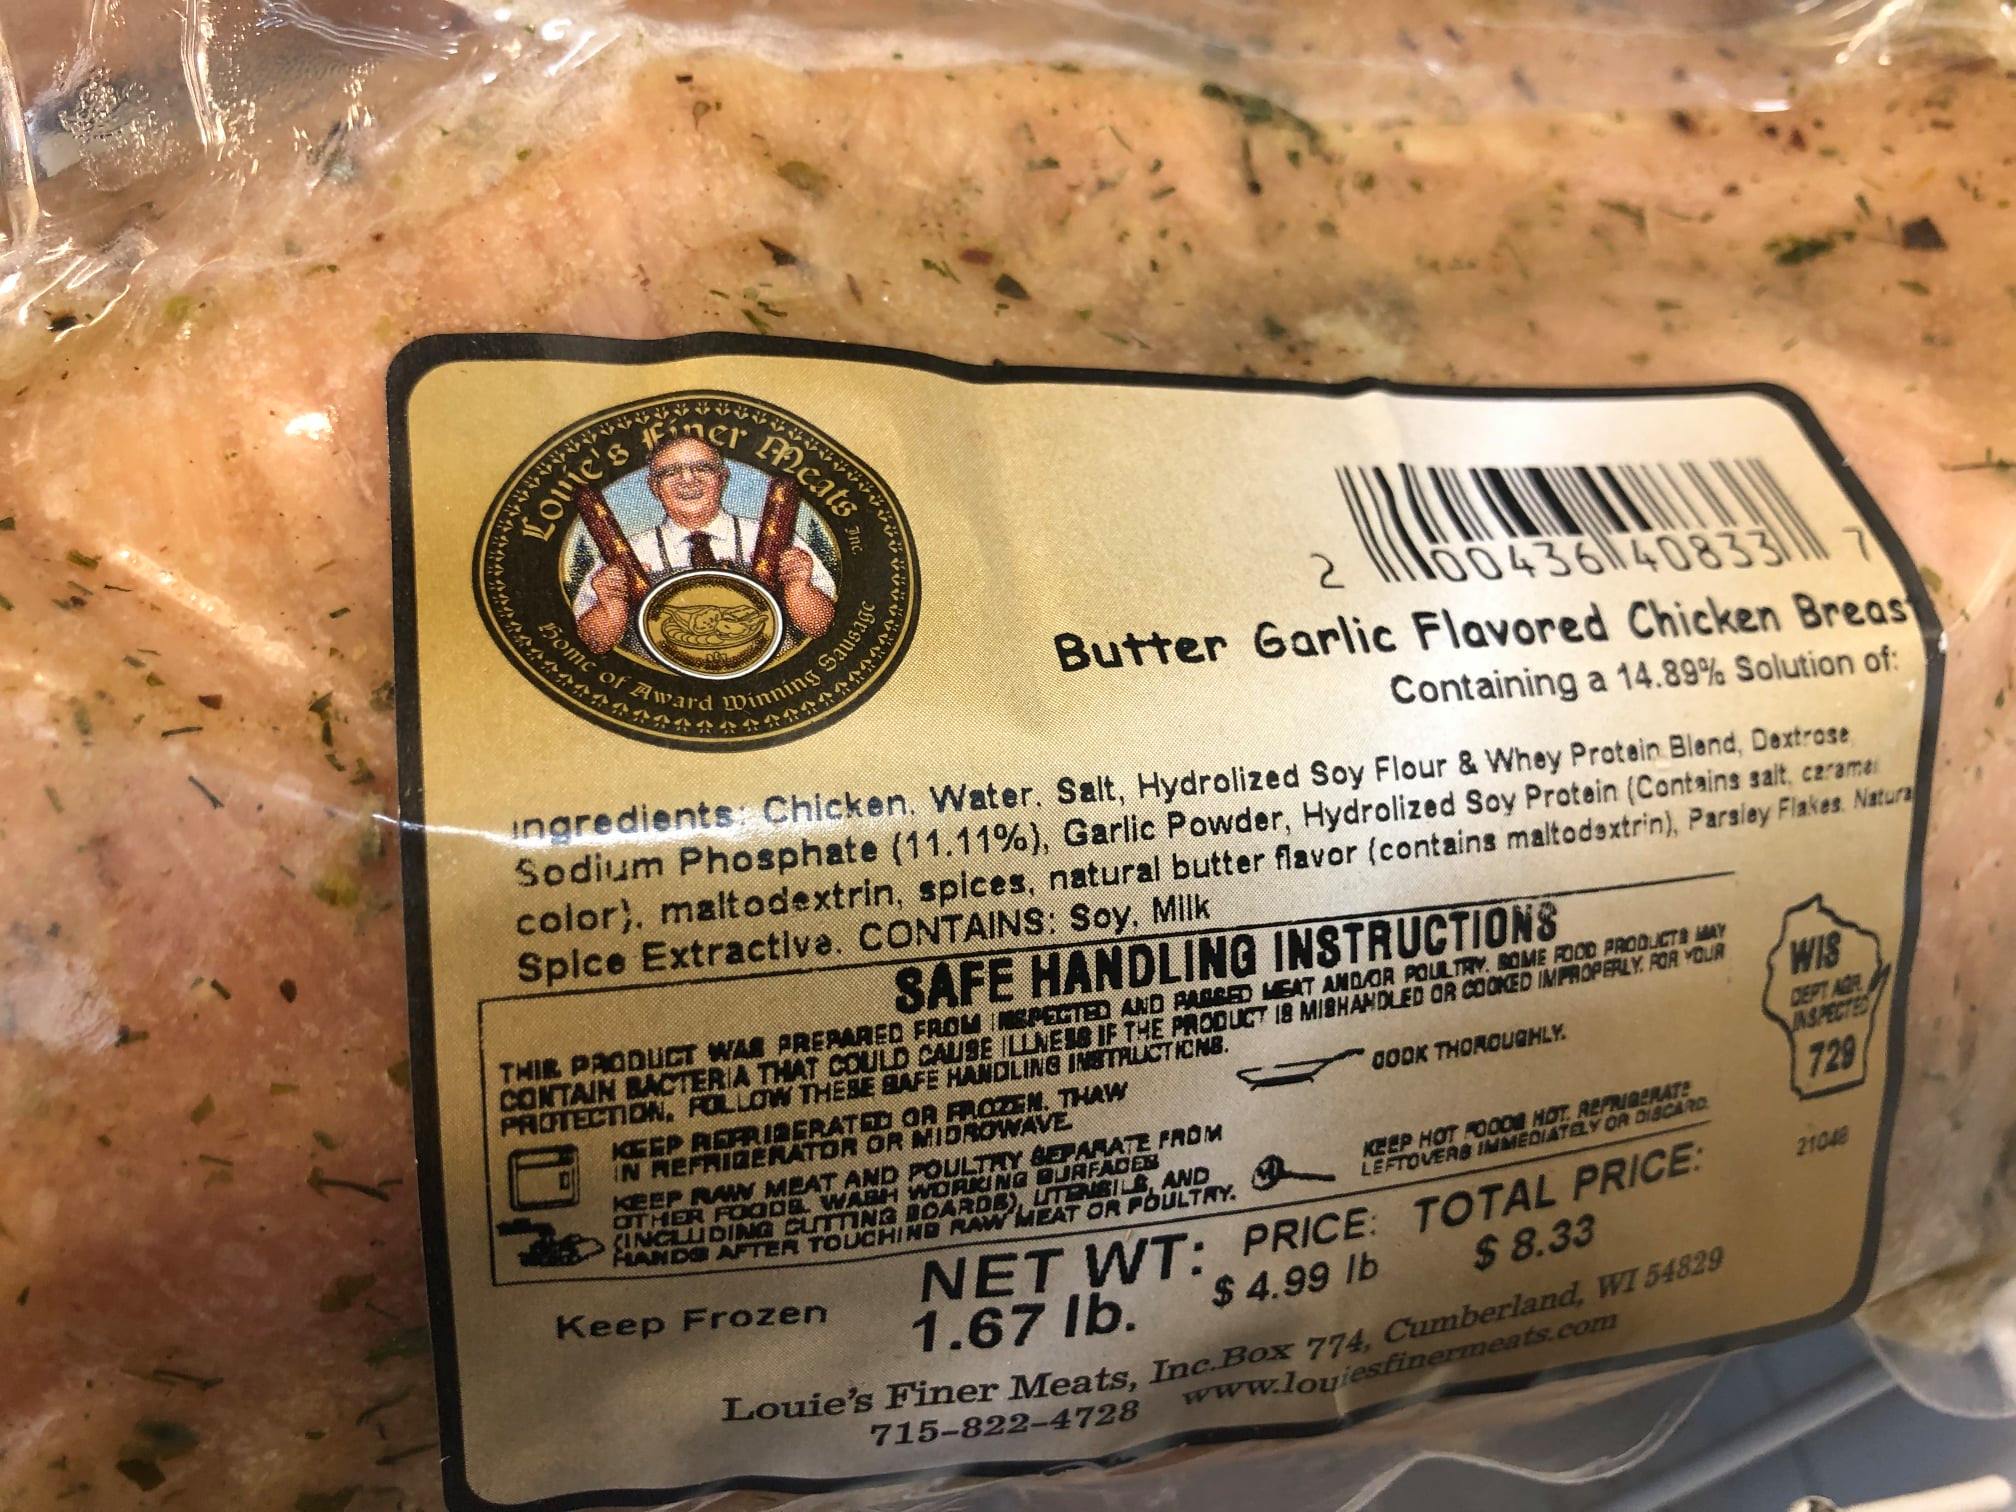 Louie's Finer Meats Inc.
Home of Award Winning Sausage
2 00436 40833 7
Butter Garlic Flavored Chicken Breas
Containing a 14.89% Solution of:
Ingredients: Chicken, Water, Salt, Hydrolized Soy Flour & Whey Protein Blend, Dextrose,
Sodium Phosphate (11.11%), Garlic Powder, Hydrolized Soy Protein (Contains salt, caramel
color), maltodextrin, spices, natural butter flavor (contains maltodextrin), Parsley Flakes, Natura
Spice Extractive. CONTAINS: Soy, Milk
SAFE HANDLING INSTRUCTIONS
THIS PRODUCT WAS PREPARED FROM INSPECTED AND PASSED MEAT AND/OR POULTRY. SOME FOOD PRODUCTS MAY
CONTAIN BACTERIA THAT COULD CAUSE ILLNESS IF THE PRODUCT IS MISHANDLED OR COOKED IMPROPERLY. FOR YOUR
PROTECTION, FOLLOW THESE SAFE HANDLING INSTRUCTIONS.
KEEP REFRIGERATED OR FROZEN. THAW
IN REFRIGERATOR OR MICROWAVE.
COOK THOROUGHLY.
KEEP RAW MEAT AND POULTRY SEPARATE FROM
OTHER FOODS. WASH WORKING SURFACES
(INCLUDING CUTTING BOARDS), UTENSILS, AND
HANDS AFTER TOUCHING RAW MEAT OR POULTRY.
KEEP HOT FOODS HOT. REFRIGERATE
LEFTOVERS IMMEDIATELY OR DISCARD.
WIS
DEPT AGR.
INSPECTED
729
21048
Keep Frozen
NET WT: PRICE: TOTAL PRICE:
1.67 lb. $ 4.99 lb $ 8.33
Louie's Finer Meats, Inc.Box 774, Cumberland, WI 54829
715-822-4728 www.louiesfinermeats.com